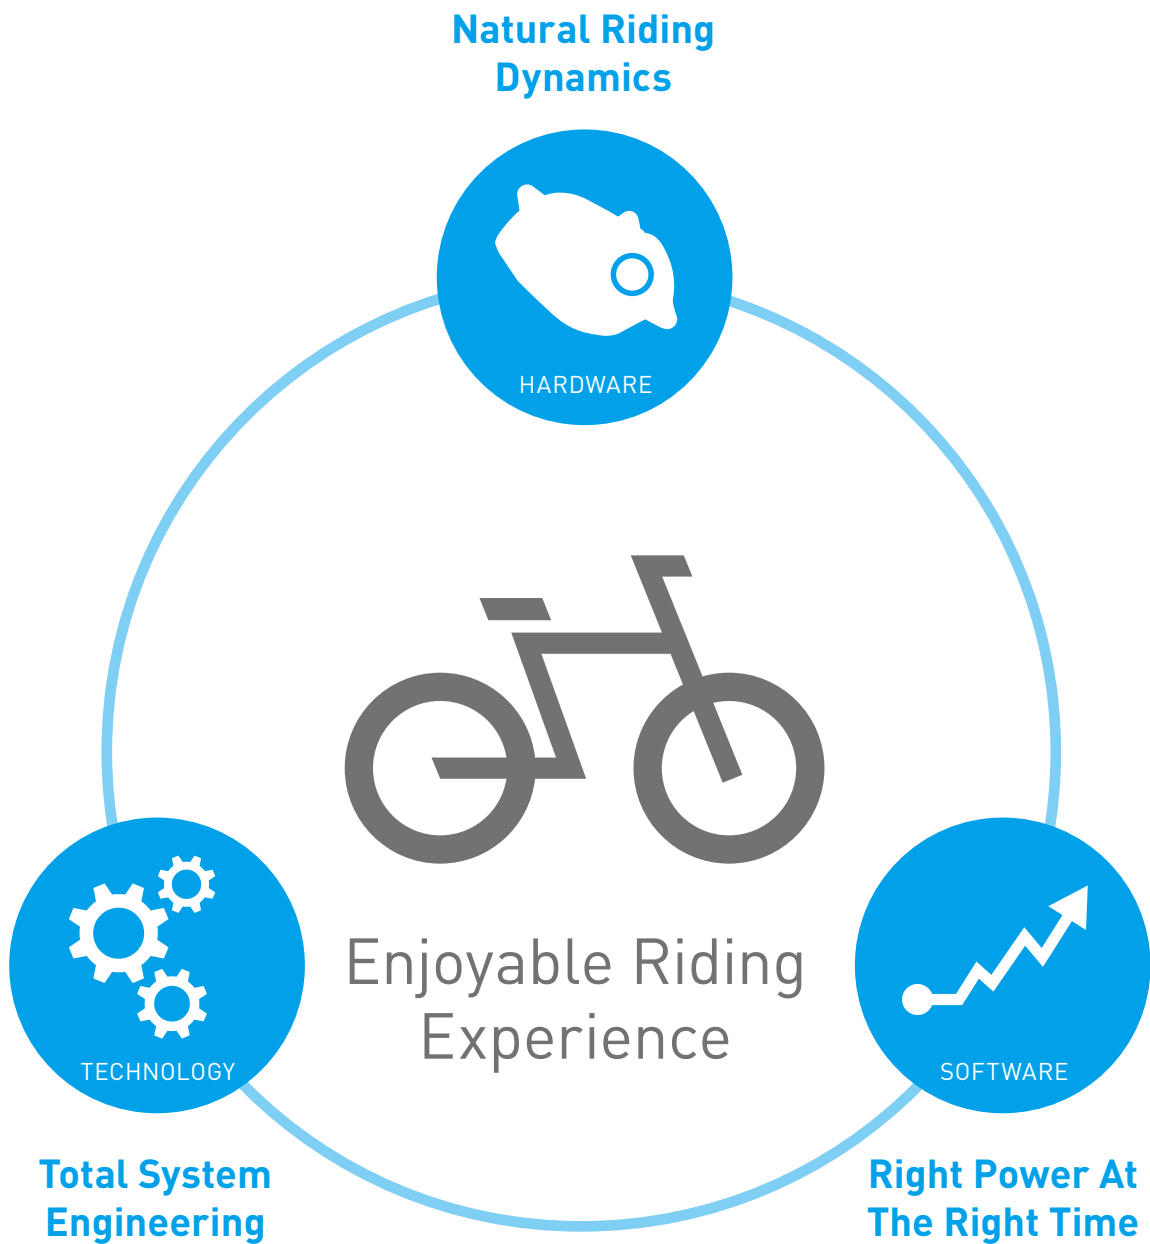 Natural Riding
Dynamics
HARDWARE
Enjoyable Riding
Experience
TECHNOLOGY
SOFTWARE
Total System
Engineering
Right Power At
The Right Time